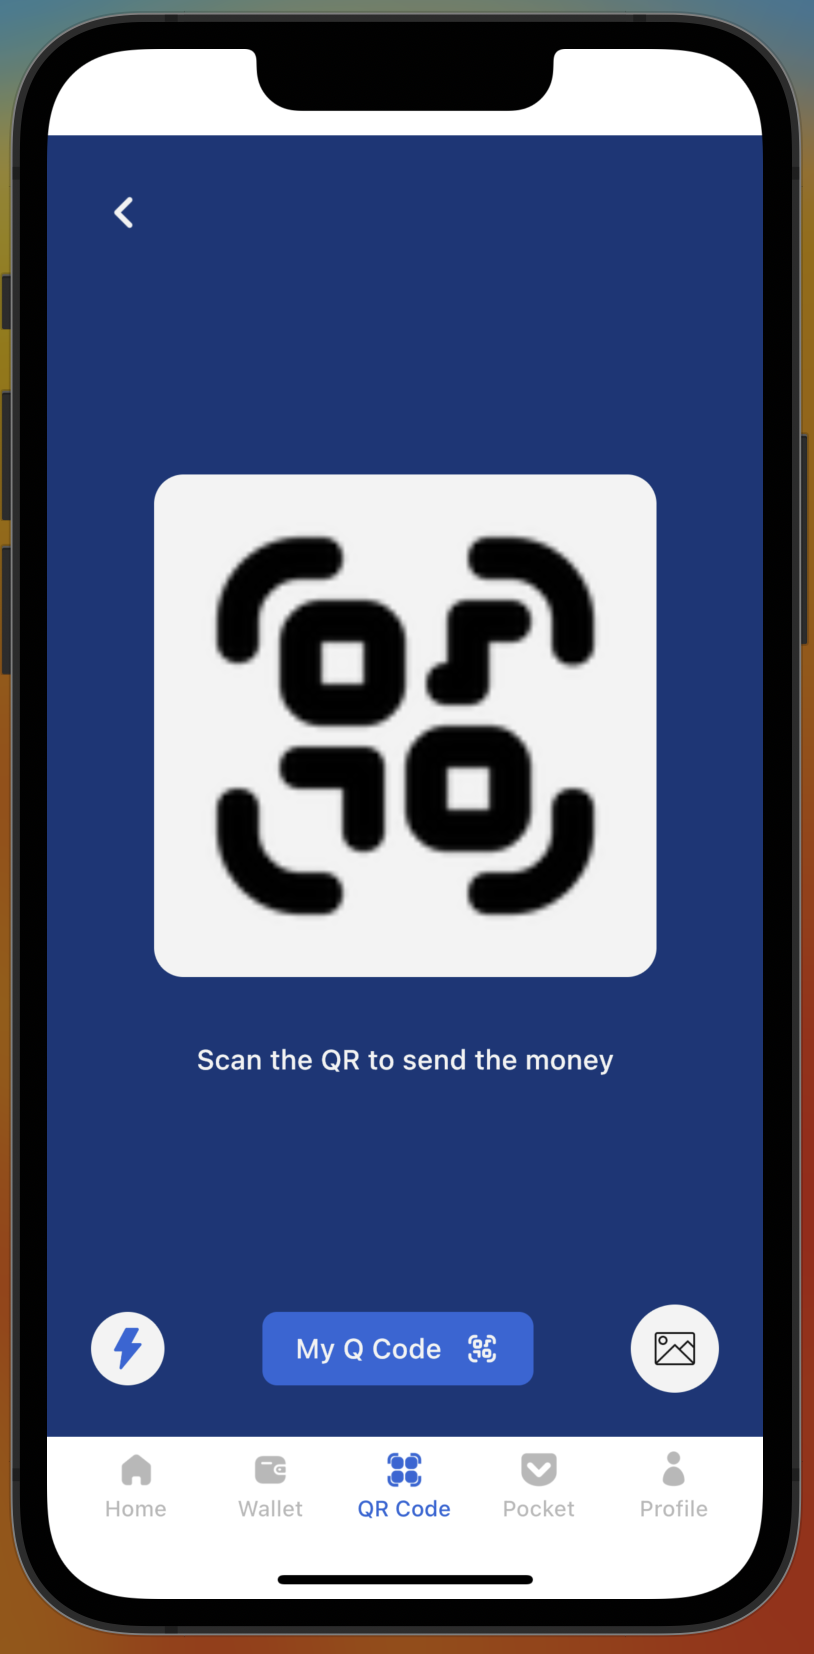 Scan the QR to send the money
My Q Code
Home Wallet QR Code Pocket Profile